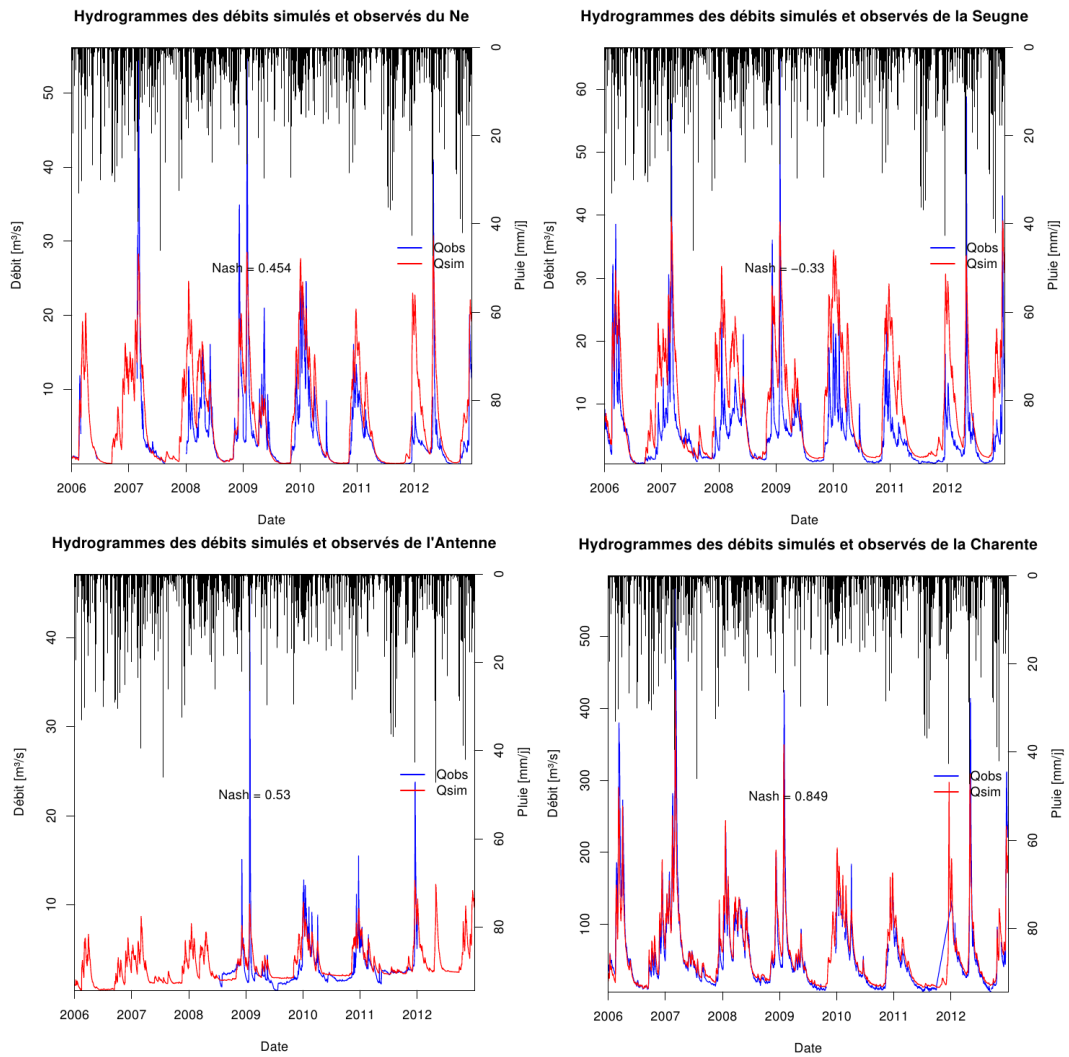 Hydrogrammes des débits simulés et observés du Ne
Débit [m³/s]
50
40
30
20
10
0
20
40
60
80
Pluie [mm/j]
Qobs
Qsim
Nash = 0.454
2006 2007 2008 2009 2010 2011 2012
Date
Hydrogrammes des débits simulés et observés de la Seugne
Débit [m³/s]
60
50
40
30
20
10
0
20
40
60
80
Pluie [mm/j]
Qobs
Qsim
Nash = −0.33
2006 2007 2008 2009 2010 2011 2012
Date
Hydrogrammes des débits simulés et observés de l'Antenne
Débit [m³/s]
40
30
20
10
0
20
40
60
80
Pluie [mm/j]
Qobs
Qsim
Nash = 0.53
2006 2007 2008 2009 2010 2011 2012
Date
Hydrogrammes des débits simulés et observés de la Charente
Débit [m³/s]
500
400
300
200
100
0
20
40
60
80
Pluie [mm/j]
Qobs
Qsim
Nash = 0.849
2006 2007 2008 2009 2010 2011 2012
Date